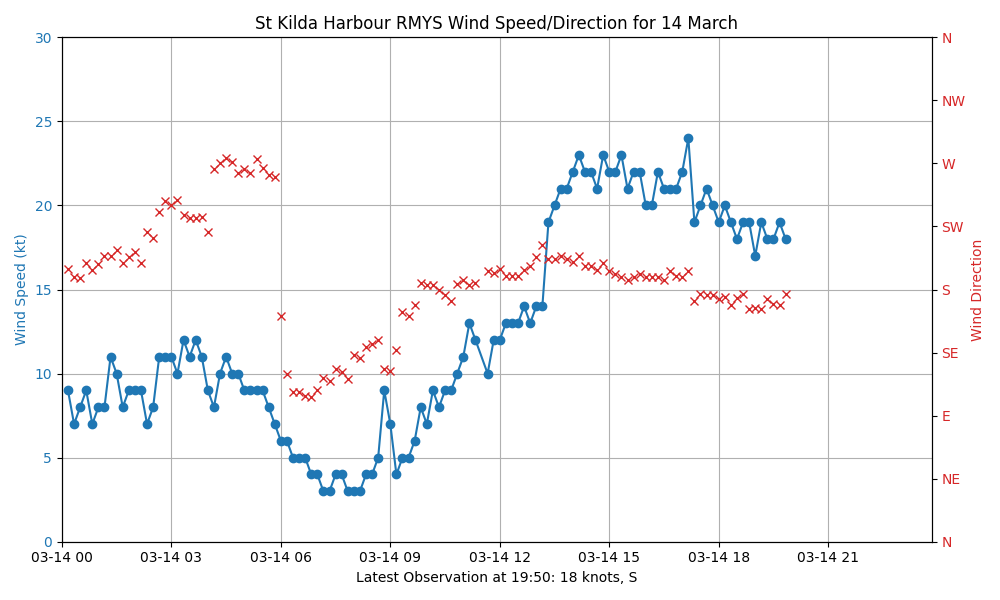 St Kilda Harbour RMYS Wind Speed/Direction for 14 March
Wind Speed (kt)
30
25
20
15
10
5
0
N
NW
W
SW
S
SE
E
NE
N
Wind Direction
03-14 00
03-14 03
03-14 06
03-14 09
03-14 12
03-14 15
03-14 18
03-14 21
Latest Observation at 19:50: 18 knots, S